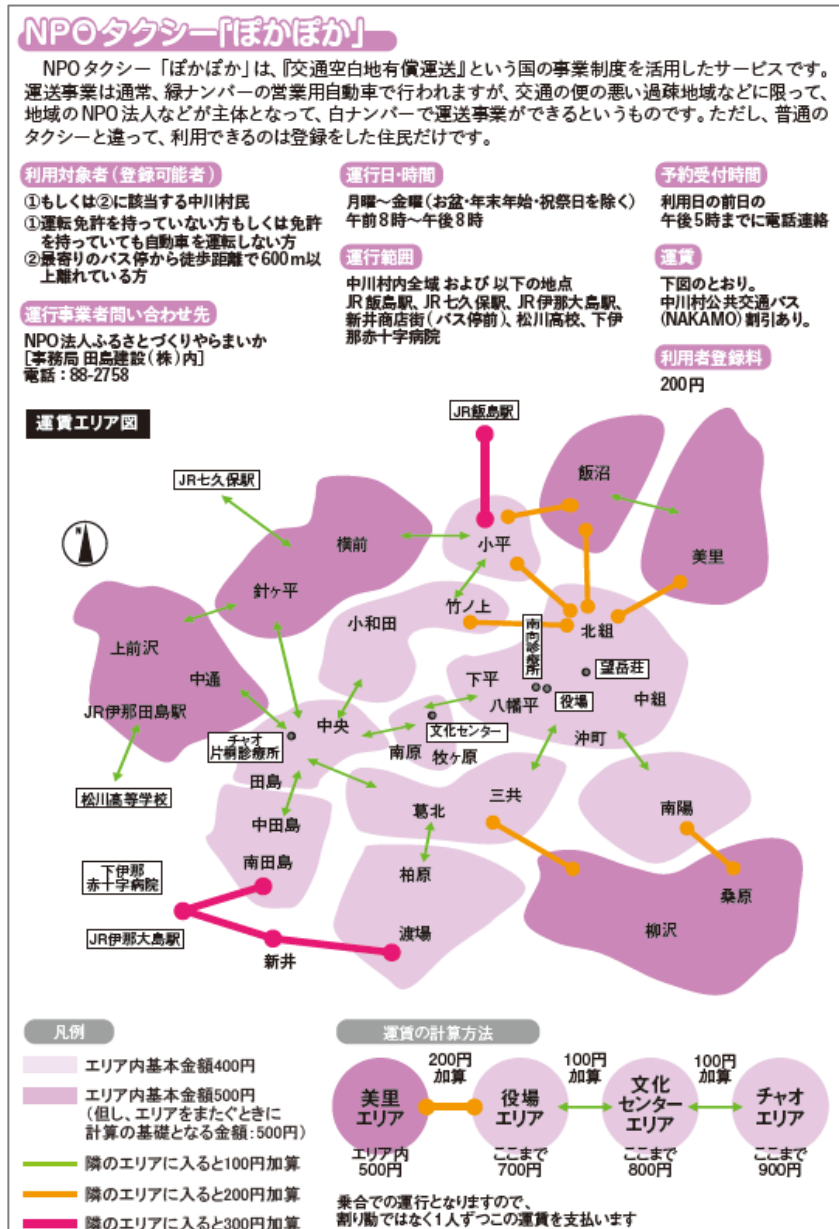 NPOタクシー「ぽかぽか」
NPOタクシー「ぽかぽか」は、『交通空白地有償運送』という国の事業制度を活用したサービスです。
運送事業は通常、緑ナンバーの営業用自動車で行われますが、交通の便の悪い過疎地域などに限って、
地域のNPO法人などが主体となって、白ナンバーで運送事業ができるというものです。ただし、普通の
タクシーと違って、利用できるのは登録をした住民だけです。
利用対象者(登録可能者)
①もしくは②に該当する中川村民
①運転免許を持っていない方もしくは免許
を持っていても自動車を運転しない方
②最寄りのバス停から徒歩距離で600m以
上離れている方
運行事業者問い合わせ先
NPO法人ふるさとづくりやらまいか
[事務局 田島建設(株)内]
電話:88-2758
運行日・時間
月曜〜金曜(お盆・年末年始・祝祭日を除く)
午前8時〜午後8時
運行範囲
中川村内全域 および 以下の地点
JR飯島駅、JR七久保駅、JR伊那大島駅、
新井商店街(バス停前)、松川高校、下伊
那赤十字病院
予約受付時間
利用日の前日の
午後5時までに電話連絡
運賃
下図のとおり。
中川村公共交通バス
(NAKAMO)割引あり。
利用者登録料
200円
運賃エリア図
JR飯島駅
JR七久保駅
飯沼
N
横前
小平
美里
針ヶ平
竹ノ上
小和田
北組
南向診療所
上前沢
望岳荘
中通
下平
八幡平
役場
中組
JR伊那田島駅
中央
チャオ
片桐診療所
文化センター
南原
牧ヶ原
沖町
田島
松川高等学校
三共
葛北
南陽
中田島
南田島
下伊那
赤十字病院
柏原
桑原
渡場
柳沢
JR伊那大島駅
新井
凡例
エリア内基本金額400円
エリア内基本金額500円
(但し、エリアをまたぐときに
計算の基礎となる金額:500円)
隣のエリアに入ると100円加算
隣のエリアに入ると200円加算
隣のエリアに入ると300円加算
運賃の計算方法
200円
加算
100円
加算
100円
加算
美里
エリア
役場
エリア
文化
センター
エリア
チャオ
エリア
エリア内
500円
ここまで
700円
ここまで
800円
ここまで
900円
乗合での運行となりますので、
割り勘ではなく1人ずつこの運賃を支払います